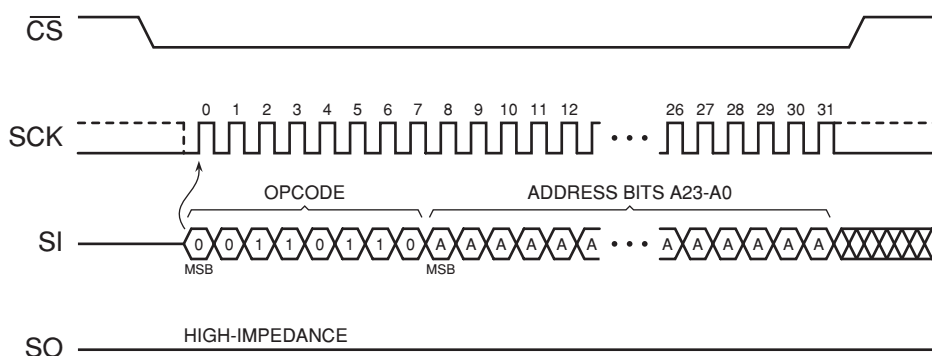 CS
0 1 2 3 4 5 6 7 8 9 10 11 12 26 27 28 29 30 31
SCK
OPCODE ADDRESS BITS A23-A0
SI 0 0 1 1 0 1 1 0 A A A A A A A A A A A A
MSB MSB
HIGH-IMPEDANCE
SO